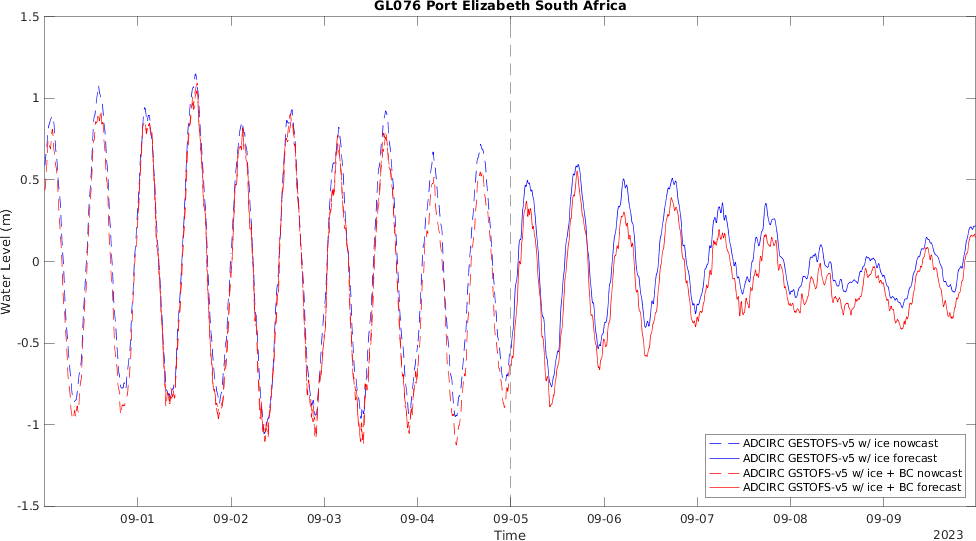 GL076 Port Elizabeth South Africa
1.5
1
0.5
0
-0.5
-1
-1.5
Water Level (m)
ADCIRC GESTOFS-v5 w/ ice nowcast
ADCIRC GESTOFS-v5 w/ ice forecast
ADCIRC GSTOFS-v5 w/ ice + BC nowcast
ADCIRC GSTOFS-v5 w/ ice + BC forecast
09-01 09-02 09-03 09-04 09-05 09-06 09-07 09-08 09-09
Time
2023